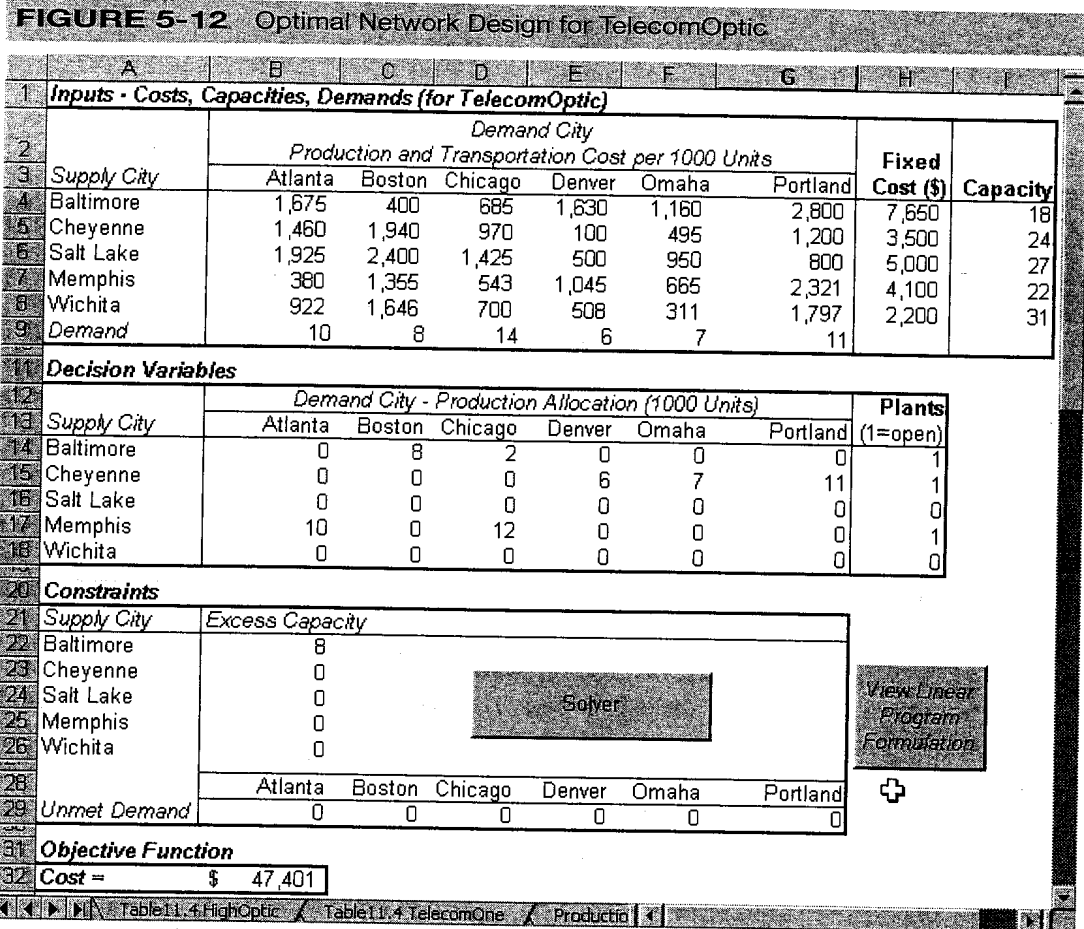 FIGURE 5-12 Optimal Network Design for TelecomOptic
A B C D E F G H I
1 Inputs - Costs, Capacities, Demands (for TelecomOptic)
Demand City
2 Production and Transportation Cost per 1000 Units Fixed
3 Supply City Atlanta Boston Chicago Denver Omaha Portland Cost ($) Capacity
4 Baltimore 1,675 400 685 1,630 1,160 2,800 7,650 18
5 Cheyenne 1,460 1,940 970 100 495 1,200 3,500 24
6 Salt Lake 1,925 2,400 1,425 500 950 800 5,000 27
7 Memphis 380 1,355 543 1,045 665 2,321 4,100 22
8 Wichita 922 1,646 700 508 311 1,797 2,200 31
9 Demand 10 8 14 6 7 11
11 Decision Variables
12 Demand City - Production Allocation (1000 Units) Plants
13 Supply City Atlanta Boston Chicago Denver Omaha Portland (1=open)
14 Baltimore 0 8 2 0 0 0 1
15 Cheyenne 0 0 0 6 7 11 1
16 Salt Lake 0 0 0 0 0 0 0
17 Memphis 10 0 12 0 0 0 1
18 Wichita 0 0 0 0 0 0 0
20 Constraints
21 Supply City Excess Capacity
22 Baltimore 8
23 Cheyenne 0
24 Salt Lake 0
25 Memphis 0
26 Wichita 0
Solver
View Linear
Program
Formulation
28 Atlanta Boston Chicago Denver Omaha Portland
29 Unmet Demand 0 0 0 0 0 0
31 Objective Function
32 Cost = $ 47,401
Table11.4 HighOptic Table11.4 TelecomOne Productio